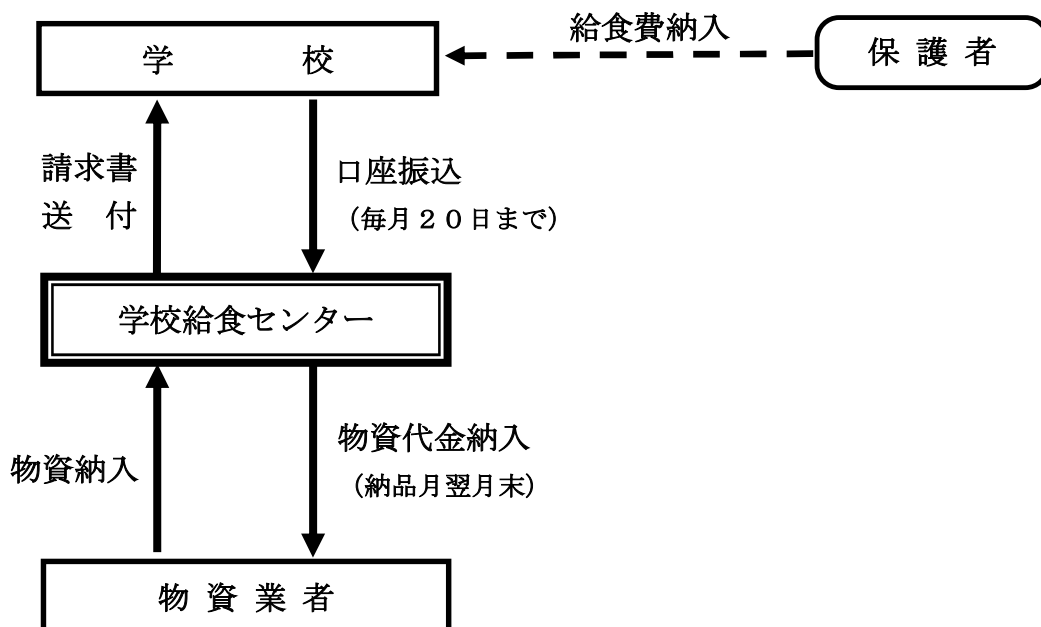 給食費納入
学　校
保護者
請求書
送　付
口座振込
（毎月２０日まで）
学校給食センター
物資納入
物資代金納入
（納品月翌月末）
物資業者